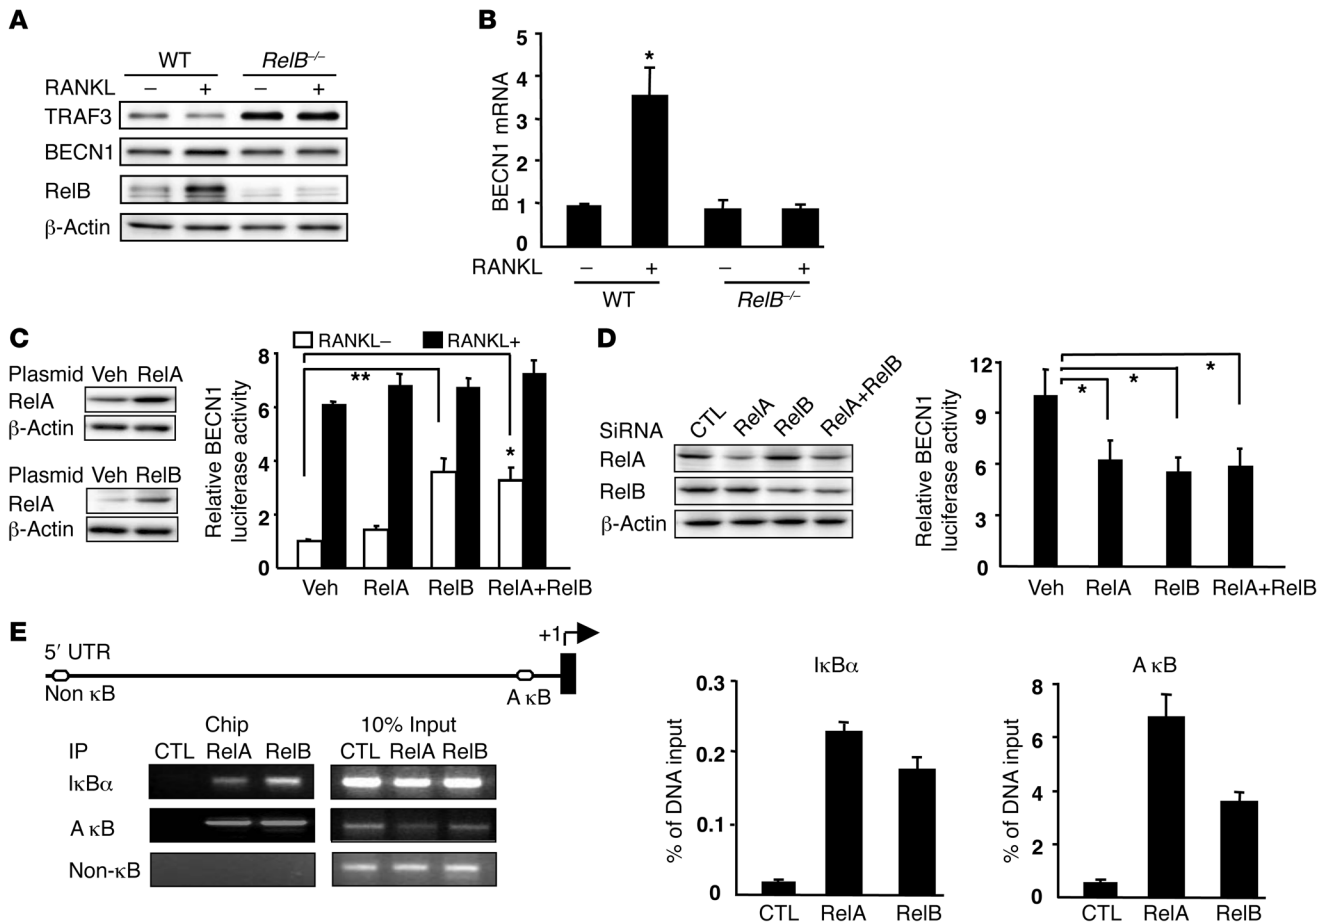 A
WT RelB–/–
RANKL – + – +
TRAF3
BECN1
RelB
β-Actin
B
BECN1 mRNA
5
4
3
2
1
0
*
RANKL – + – +
WT RelB–/–
C
Plasmid Veh RelA
RelA
β-Actin
Plasmid Veh RelB
RelA
β-Actin
RANKL– RANKL+
Relative BECN1
luciferase activity
8
6
4
2
0
**
*
Veh RelA RelB RelA+RelB
D
SiRNA CTL RelA RelB RelA+RelB
RelA
RelB
β-Actin
Relative BECN1
luciferase activity
12
9
6
3
0
* * *
Veh RelA RelB RelA+RelB
E
+1
5′ UTR
Non κB A κB
Chip 10% Input
IP CTL RelA RelB CTL RelA RelB
IκBα
A κB
Non-κB
IκBα
% of DNA input
0.3
0.2
0.1
0
CTL RelA RelB
A κB
% of DNA input
8
6
4
2
0
CTL RelA RelB